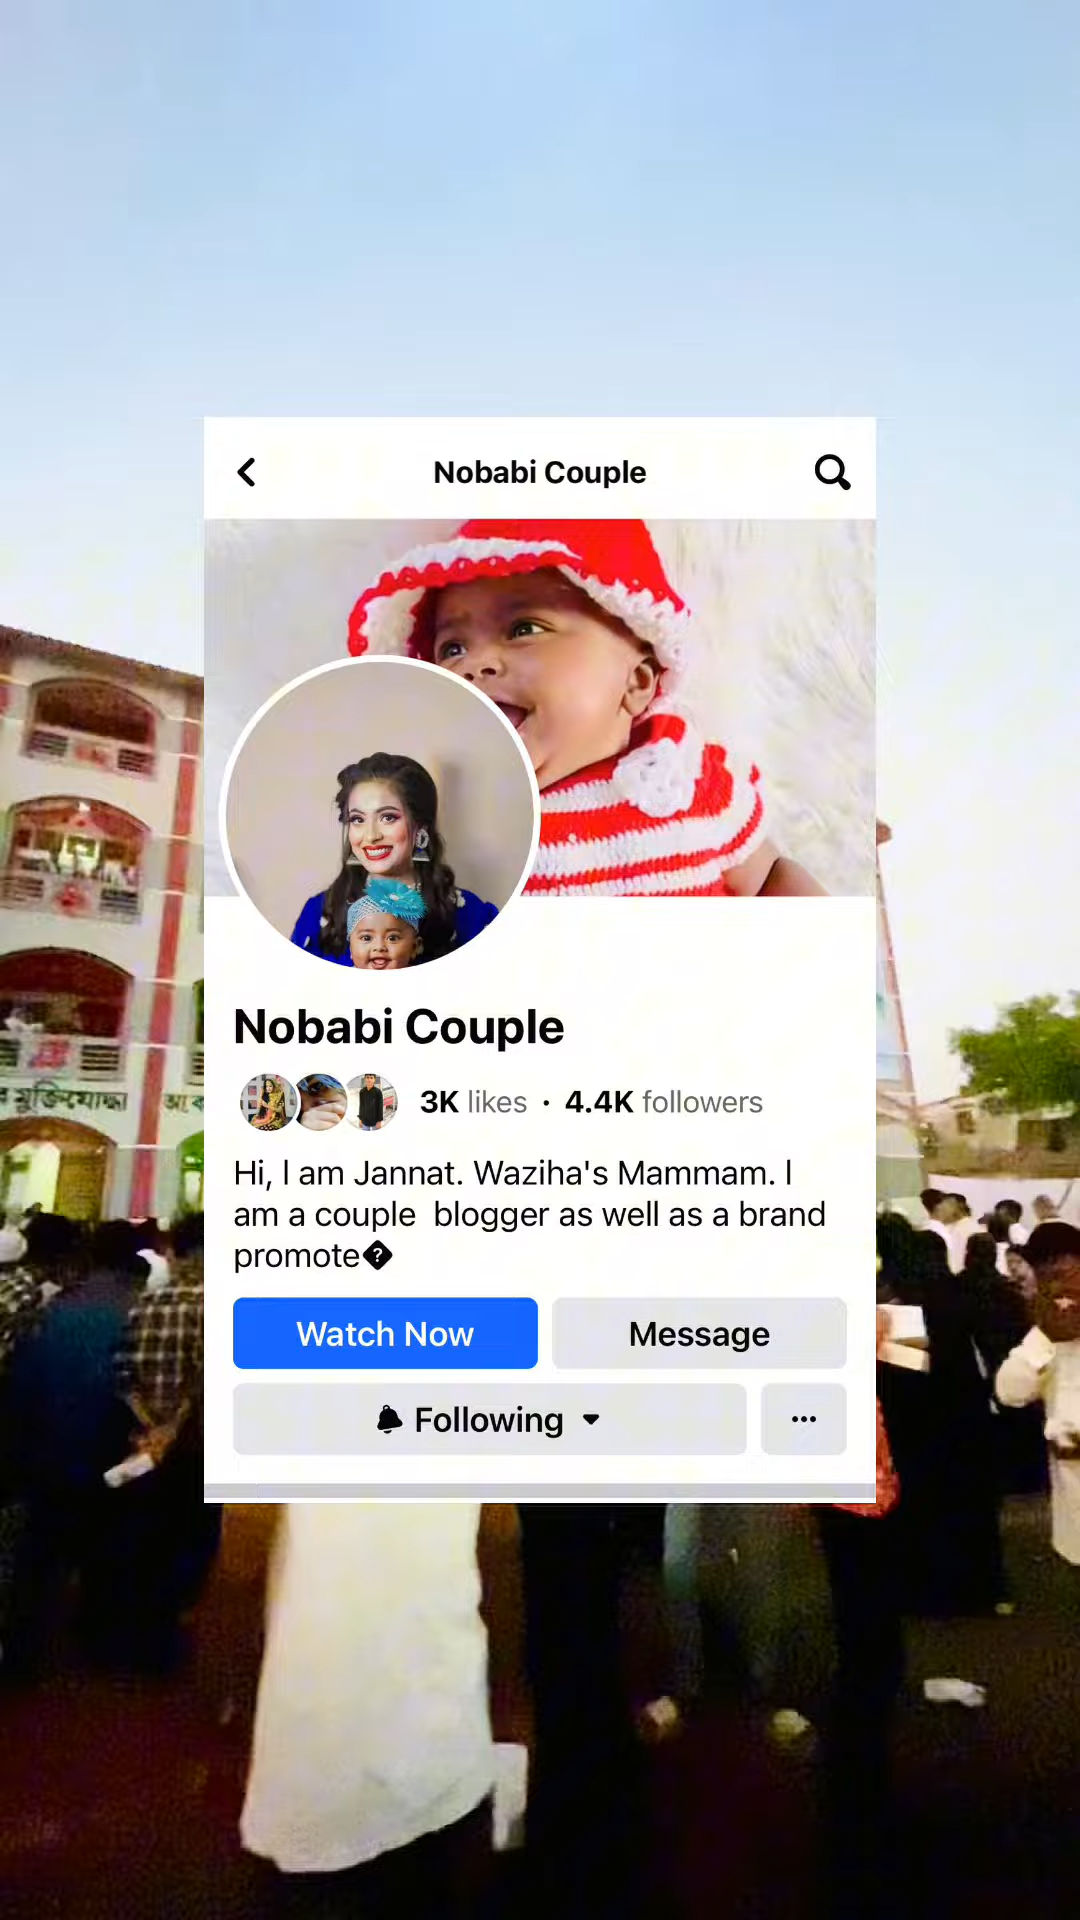 Nobabi Couple
Nobabi Couple
3K likes · 4.4K followers
Hi, I am Jannat. Waziha's Mammam. I
am a couple blogger as well as a brand
promote
Watch Now
Message
Following
মুক্তিযোদ্ধা